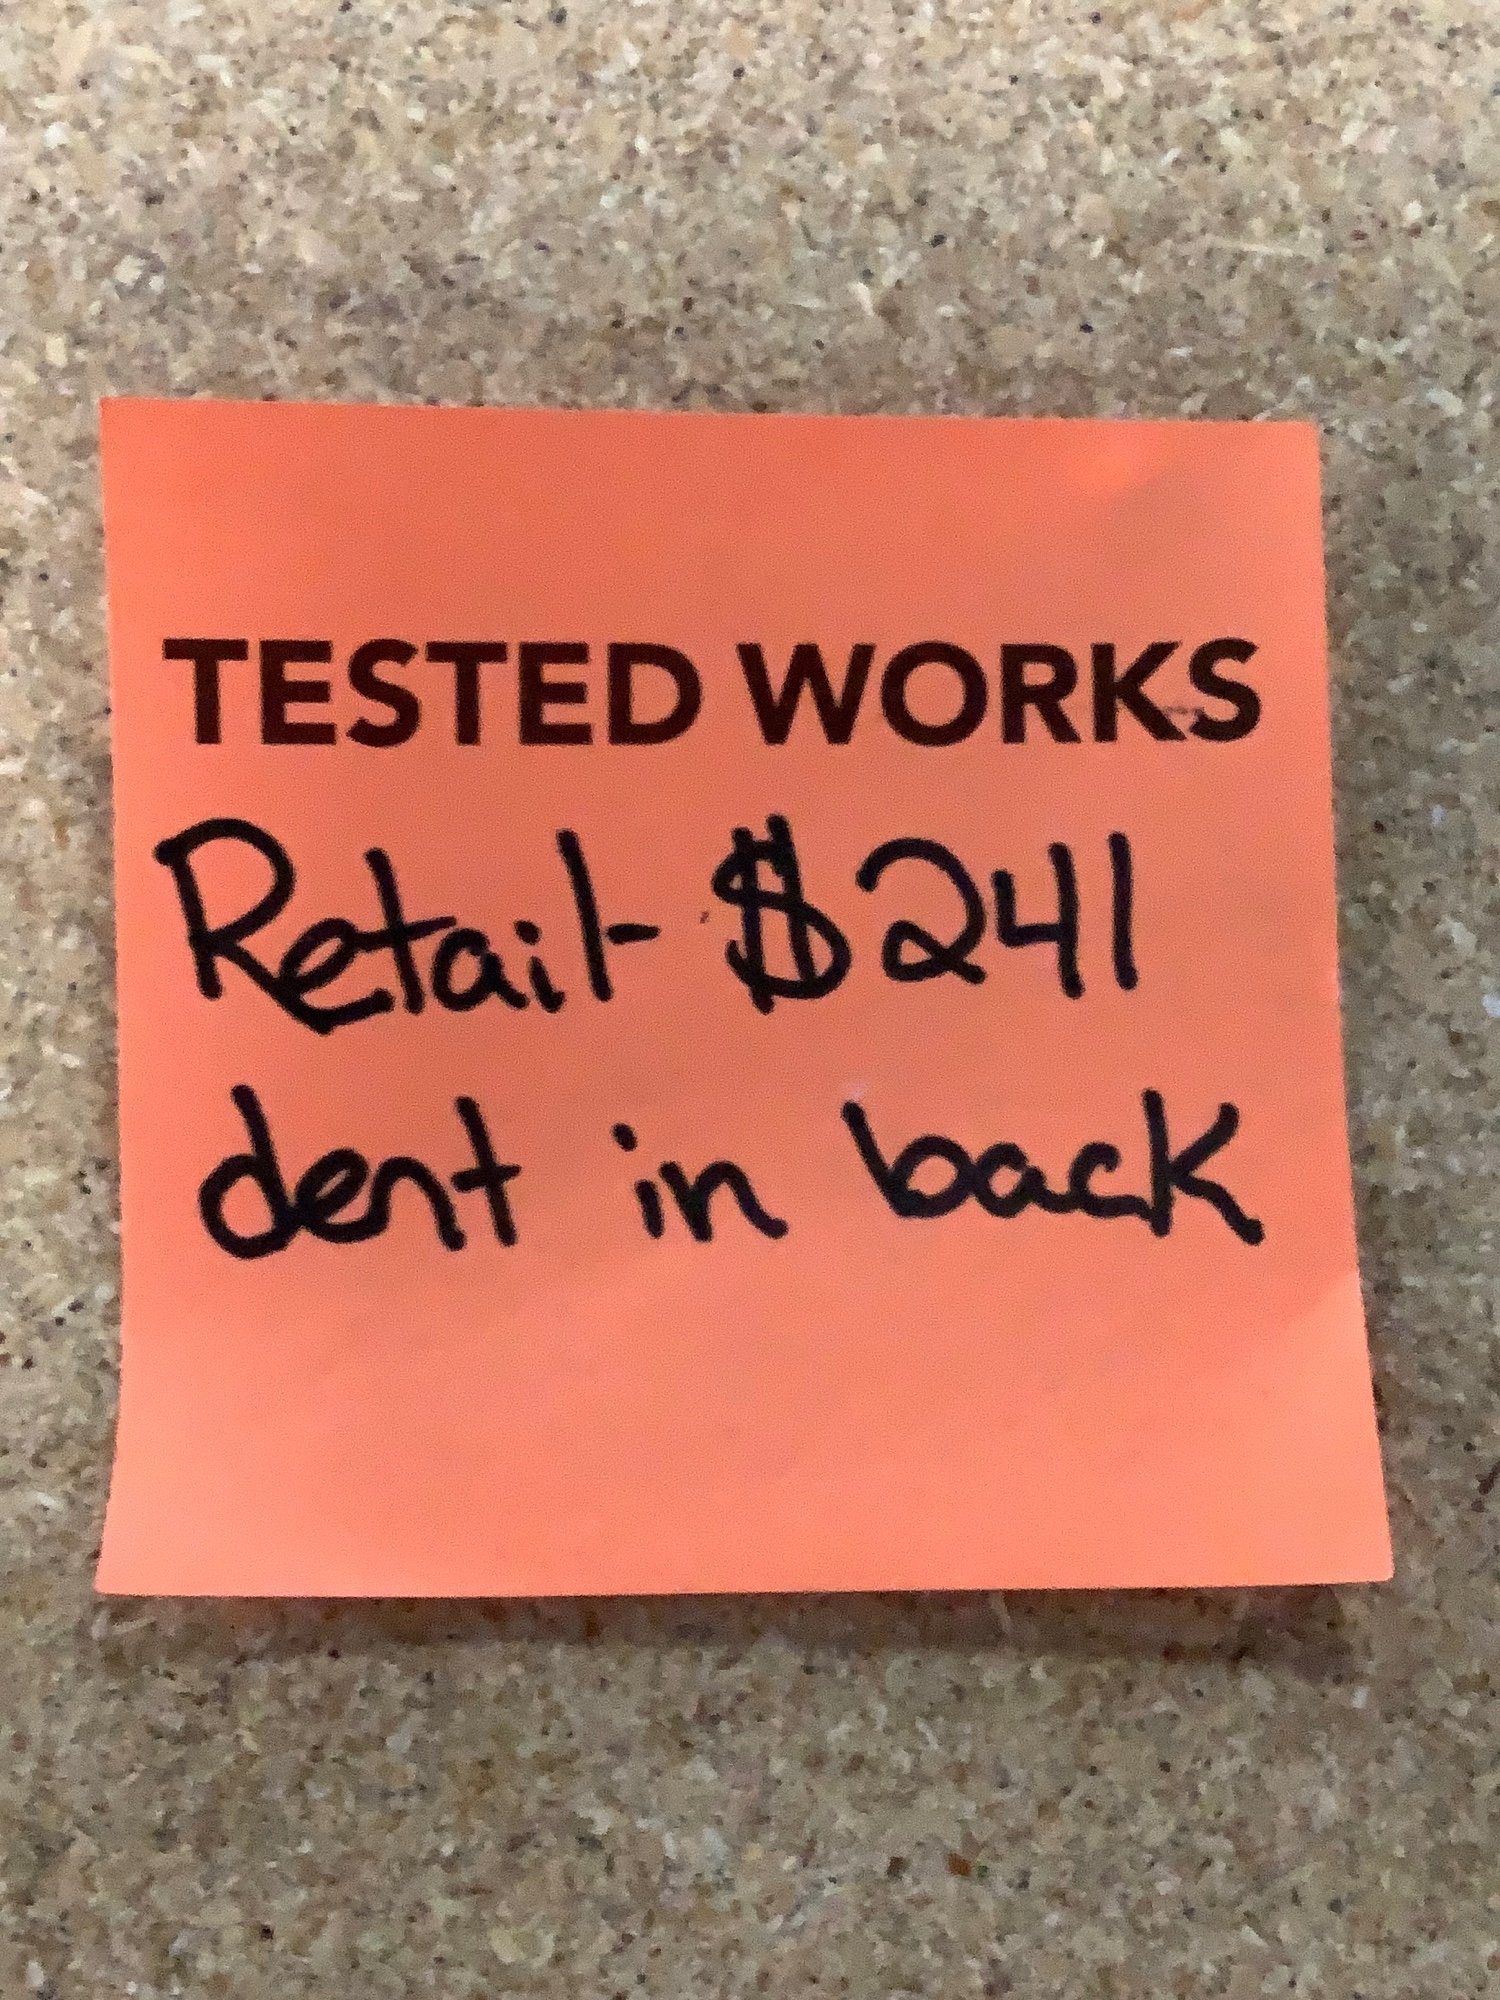 TESTED WORKS
Retail - $241
dent in back